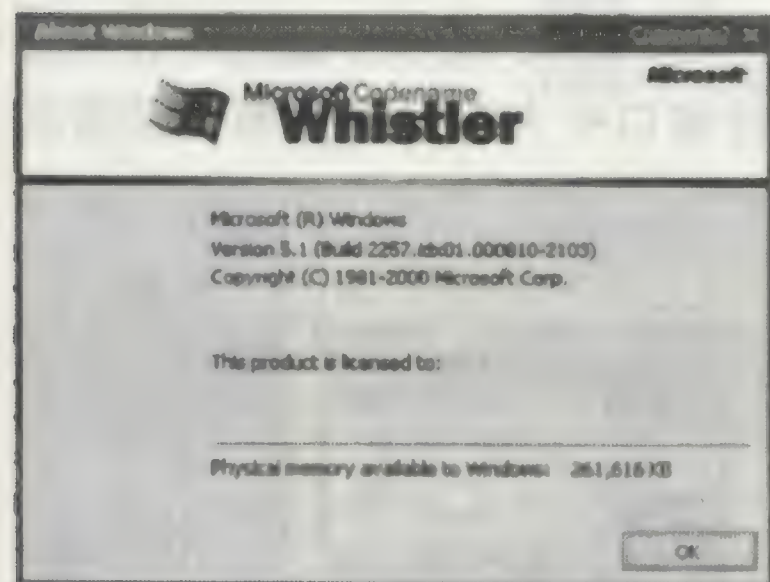 About Windows
Microsoft
Microsoft Codename
Whistler
Microsoft (R) Windows
Version 5.1 (Build 2257.idx01.000810-2103)
Copyright (C) 1981-2000 Microsoft Corp.
This product is licensed to:
Physical memory available to Windows: 261,616 KB
OK